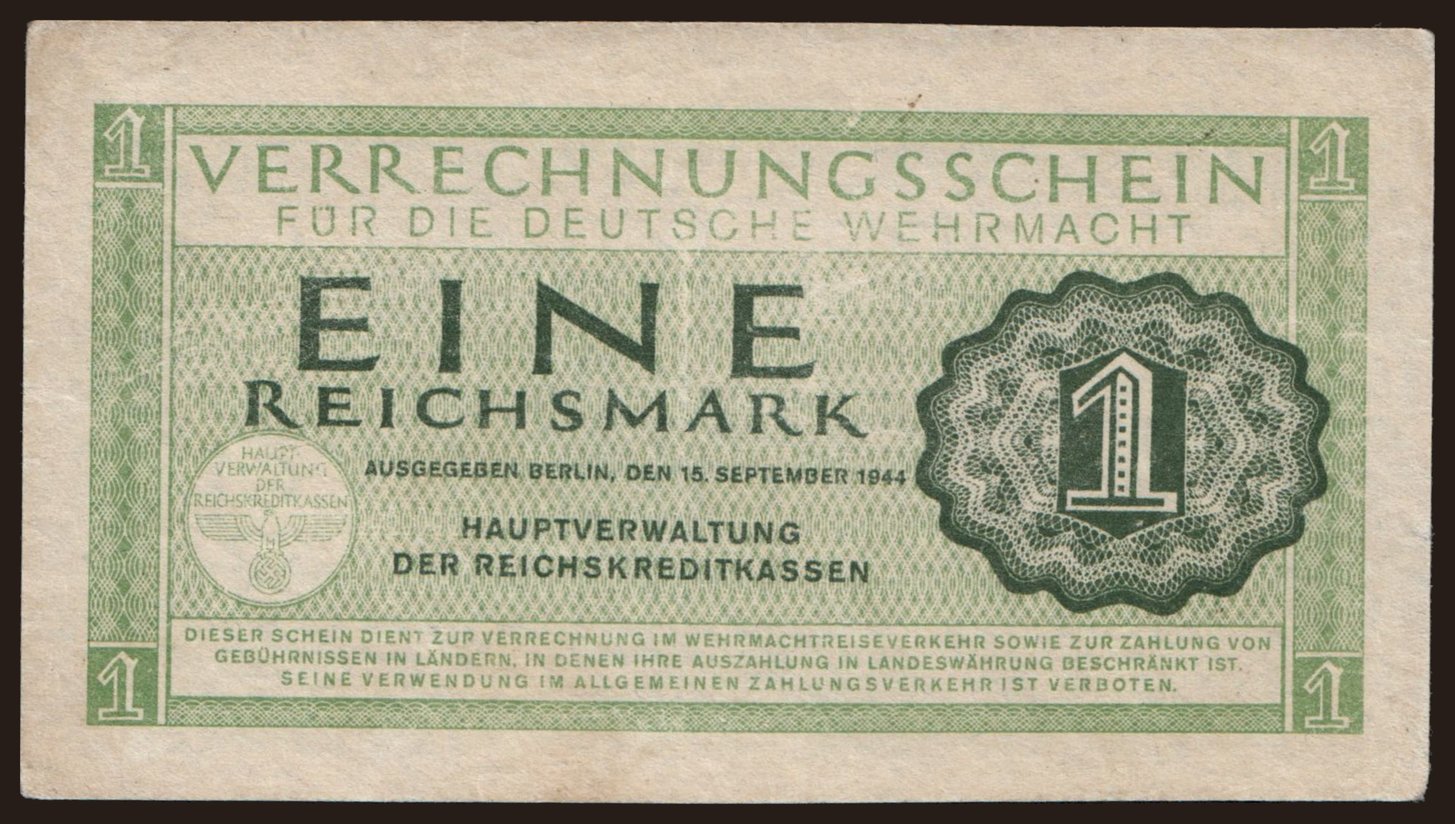 1 1
VERRECHNUNGSSCHEIN
FÜR DIE DEUTSCHE WEHRMACHT
EINE
REICHSMARK
1
HAUPT-
VERWALTUNG
DER
REICHSKREDITKASSEN
AUSGEGEBEN BERLIN, DEN 15. SEPTEMBER 1944
HAUPTVERWALTUNG
DER REICHSKREDITKASSEN
DIESER SCHEIN DIENT ZUR VERRECHNUNG IM WEHRMACHTREISEVERKEHR SOWIE ZUR ZAHLUNG VON
GEBÜHRNISSEN IN LÄNDERN, IN DENEN IHRE AUSZAHLUNG IN LANDESWÄHRUNG BESCHRÄNKT IST.
SEINE VERWENDUNG IM ALLGEMEINEN ZAHLUNGSVERKEHR IST VERBOTEN.
1 1